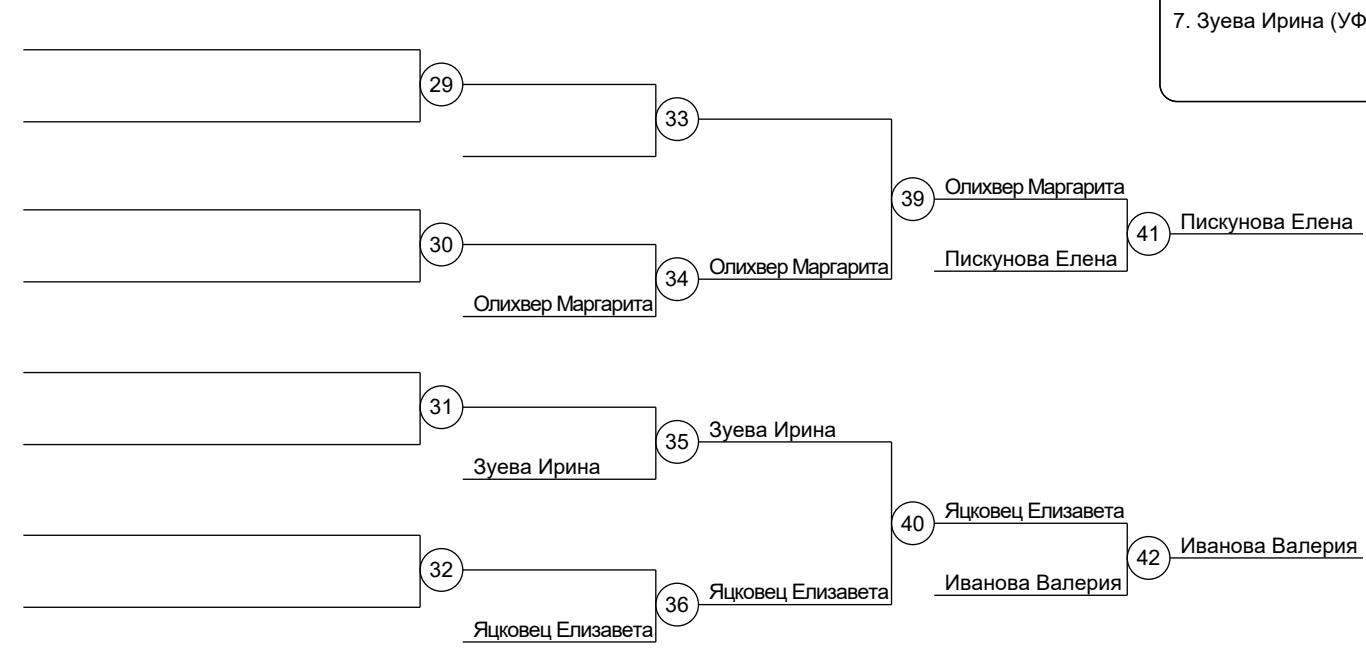 7. Зуева Ирина (УФ
29
33
39
Олихвер Маргарита
41
Пискунова Елена
Пискунова Елена
30
34
Олихвер Маргарита
Олихвер Маргарита
31
35
Зуева Ирина
Зуева Ирина
40
Яцковец Елизавета
42
Иванова Валерия
Иванова Валерия
32
36
Яцковец Елизавета
Яцковец Елизавета